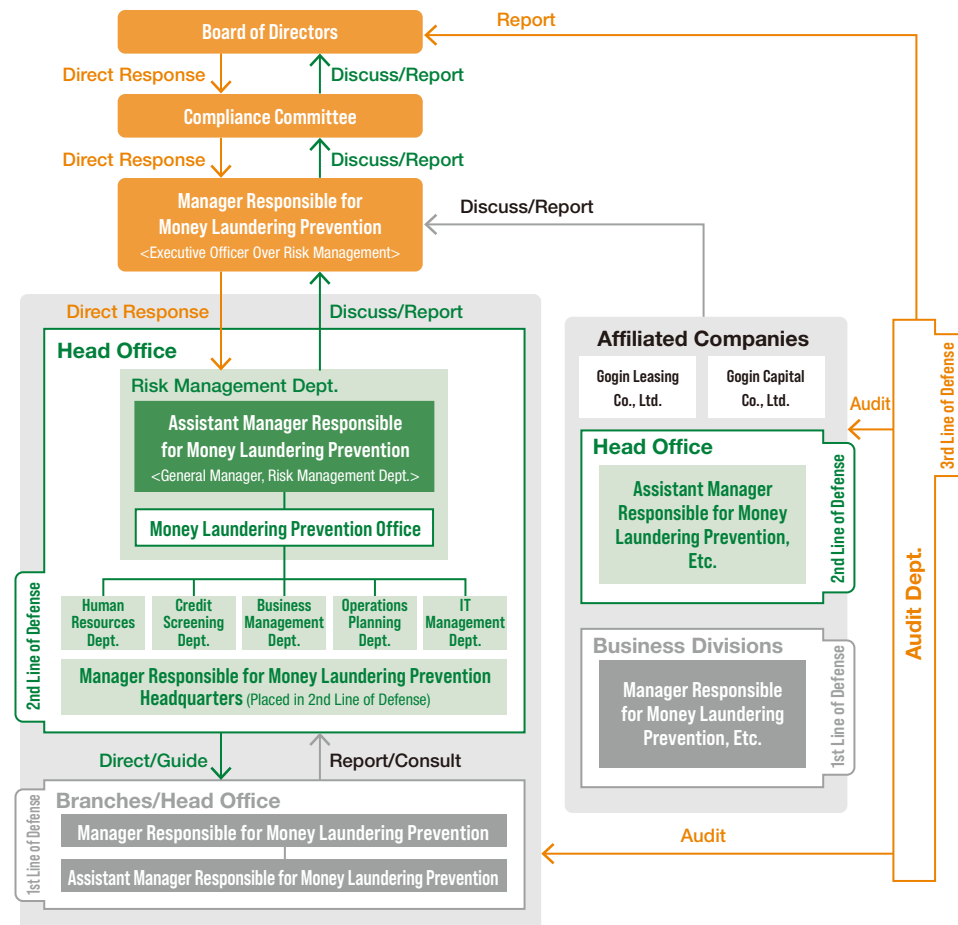 Board of Directors
Report
Direct Response
Discuss/Report
Compliance Committee
Direct Response
Discuss/Report
Manager Responsible for
Money Laundering Prevention
<Executive Officer Over Risk Management>
Discuss/Report
Direct Response
Discuss/Report
Head Office
Risk Management Dept.
Assistant Manager Responsible
for Money Laundering Prevention
<General Manager, Risk Management Dept.>
Money Laundering Prevention Office
Human
Resources
Dept.
Credit
Screening
Dept.
Business
Management
Dept.
Operations
Planning
Dept.
IT
Management
Dept.
Manager Responsible for Money Laundering Prevention
Headquarters (Placed in 2nd Line of Defense)
2nd Line of Defense
Direct/Guide
Report/Consult
Branches/Head Office
Manager Responsible for Money Laundering Prevention
Assistant Manager Responsible for Money Laundering Prevention
1st Line of Defense
Affiliated Companies
Gogin Leasing
Co., Ltd.
Gogin Capital
Co., Ltd.
Head Office
Assistant Manager
Responsible for Money
Laundering Prevention,
Etc.
2nd Line of Defense
Business Divisions
Manager Responsible
for Money Laundering
Prevention, Etc.
1st Line of Defense
Audit
Audit
Audit Dept.
3rd Line of Defense